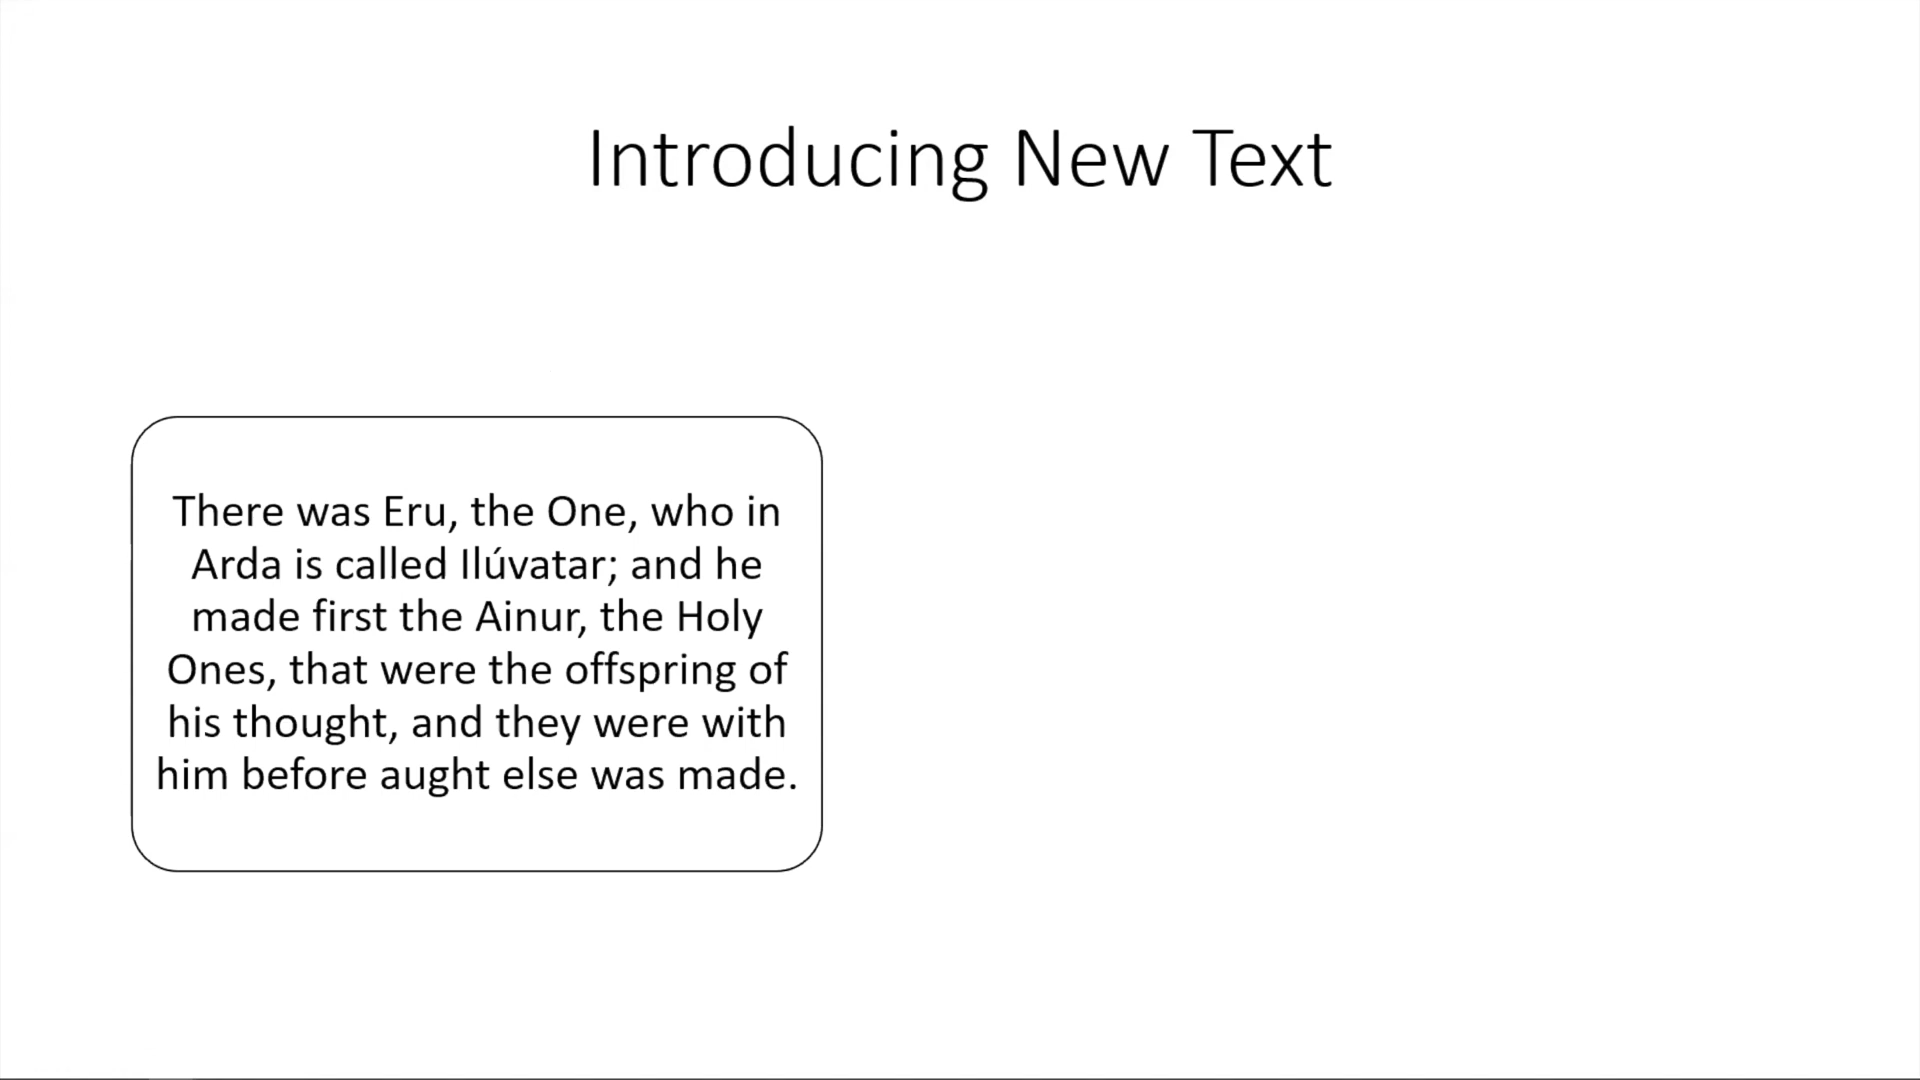 Introducing New Text
There was Eru, the One, who in
Arda is called Ilúvatar; and he
made first the Ainur, the Holy
Ones, that were the offspring of
his thought, and they were with
him before aught else was made.